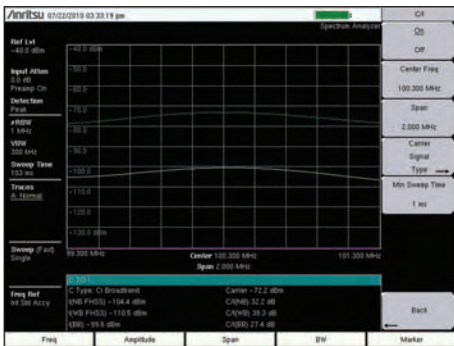 Anritsu 07/22/2010 03:33:19 pm
Spectrum Analyzer
Ref Lvl
-40.0 dBm
Input Atten
0.0 dB
Preamp On
Detection
Peak
#RBW
1 MHz
VBW
300 kHz
Sweep Time
103 ms
Traces
A: Normal
Sweep (Fast)
Single
Freq Ref
Int Std Accy
-40.0 dBm
-50.0
-60.0
-70.0
-80.0
-90.0
-100.0
-110.0
-120.0
-130.0 dBm
99.300 MHz
Center 100.300 MHz
101.300 MHz
Span 2.000 MHz
C Type: Ct Broadband
Carrier -72.2 dBm
I(NB FHSS) -104.4 dBm
C/I(NB) 32.2 dB
I(WB FHSS) -110.5 dBm
C/I(WB) 38.3 dB
I(BB) -99.6 dBm
C/I(BB) 27.4 dB
C/I
On
Off
Center Freq
100.300 MHz
Span
2.000 MHz
Carrier
Signal
Type
Min Sweep Time
1 ms
Back
Freq
Amplitude
Span
BW
Marker